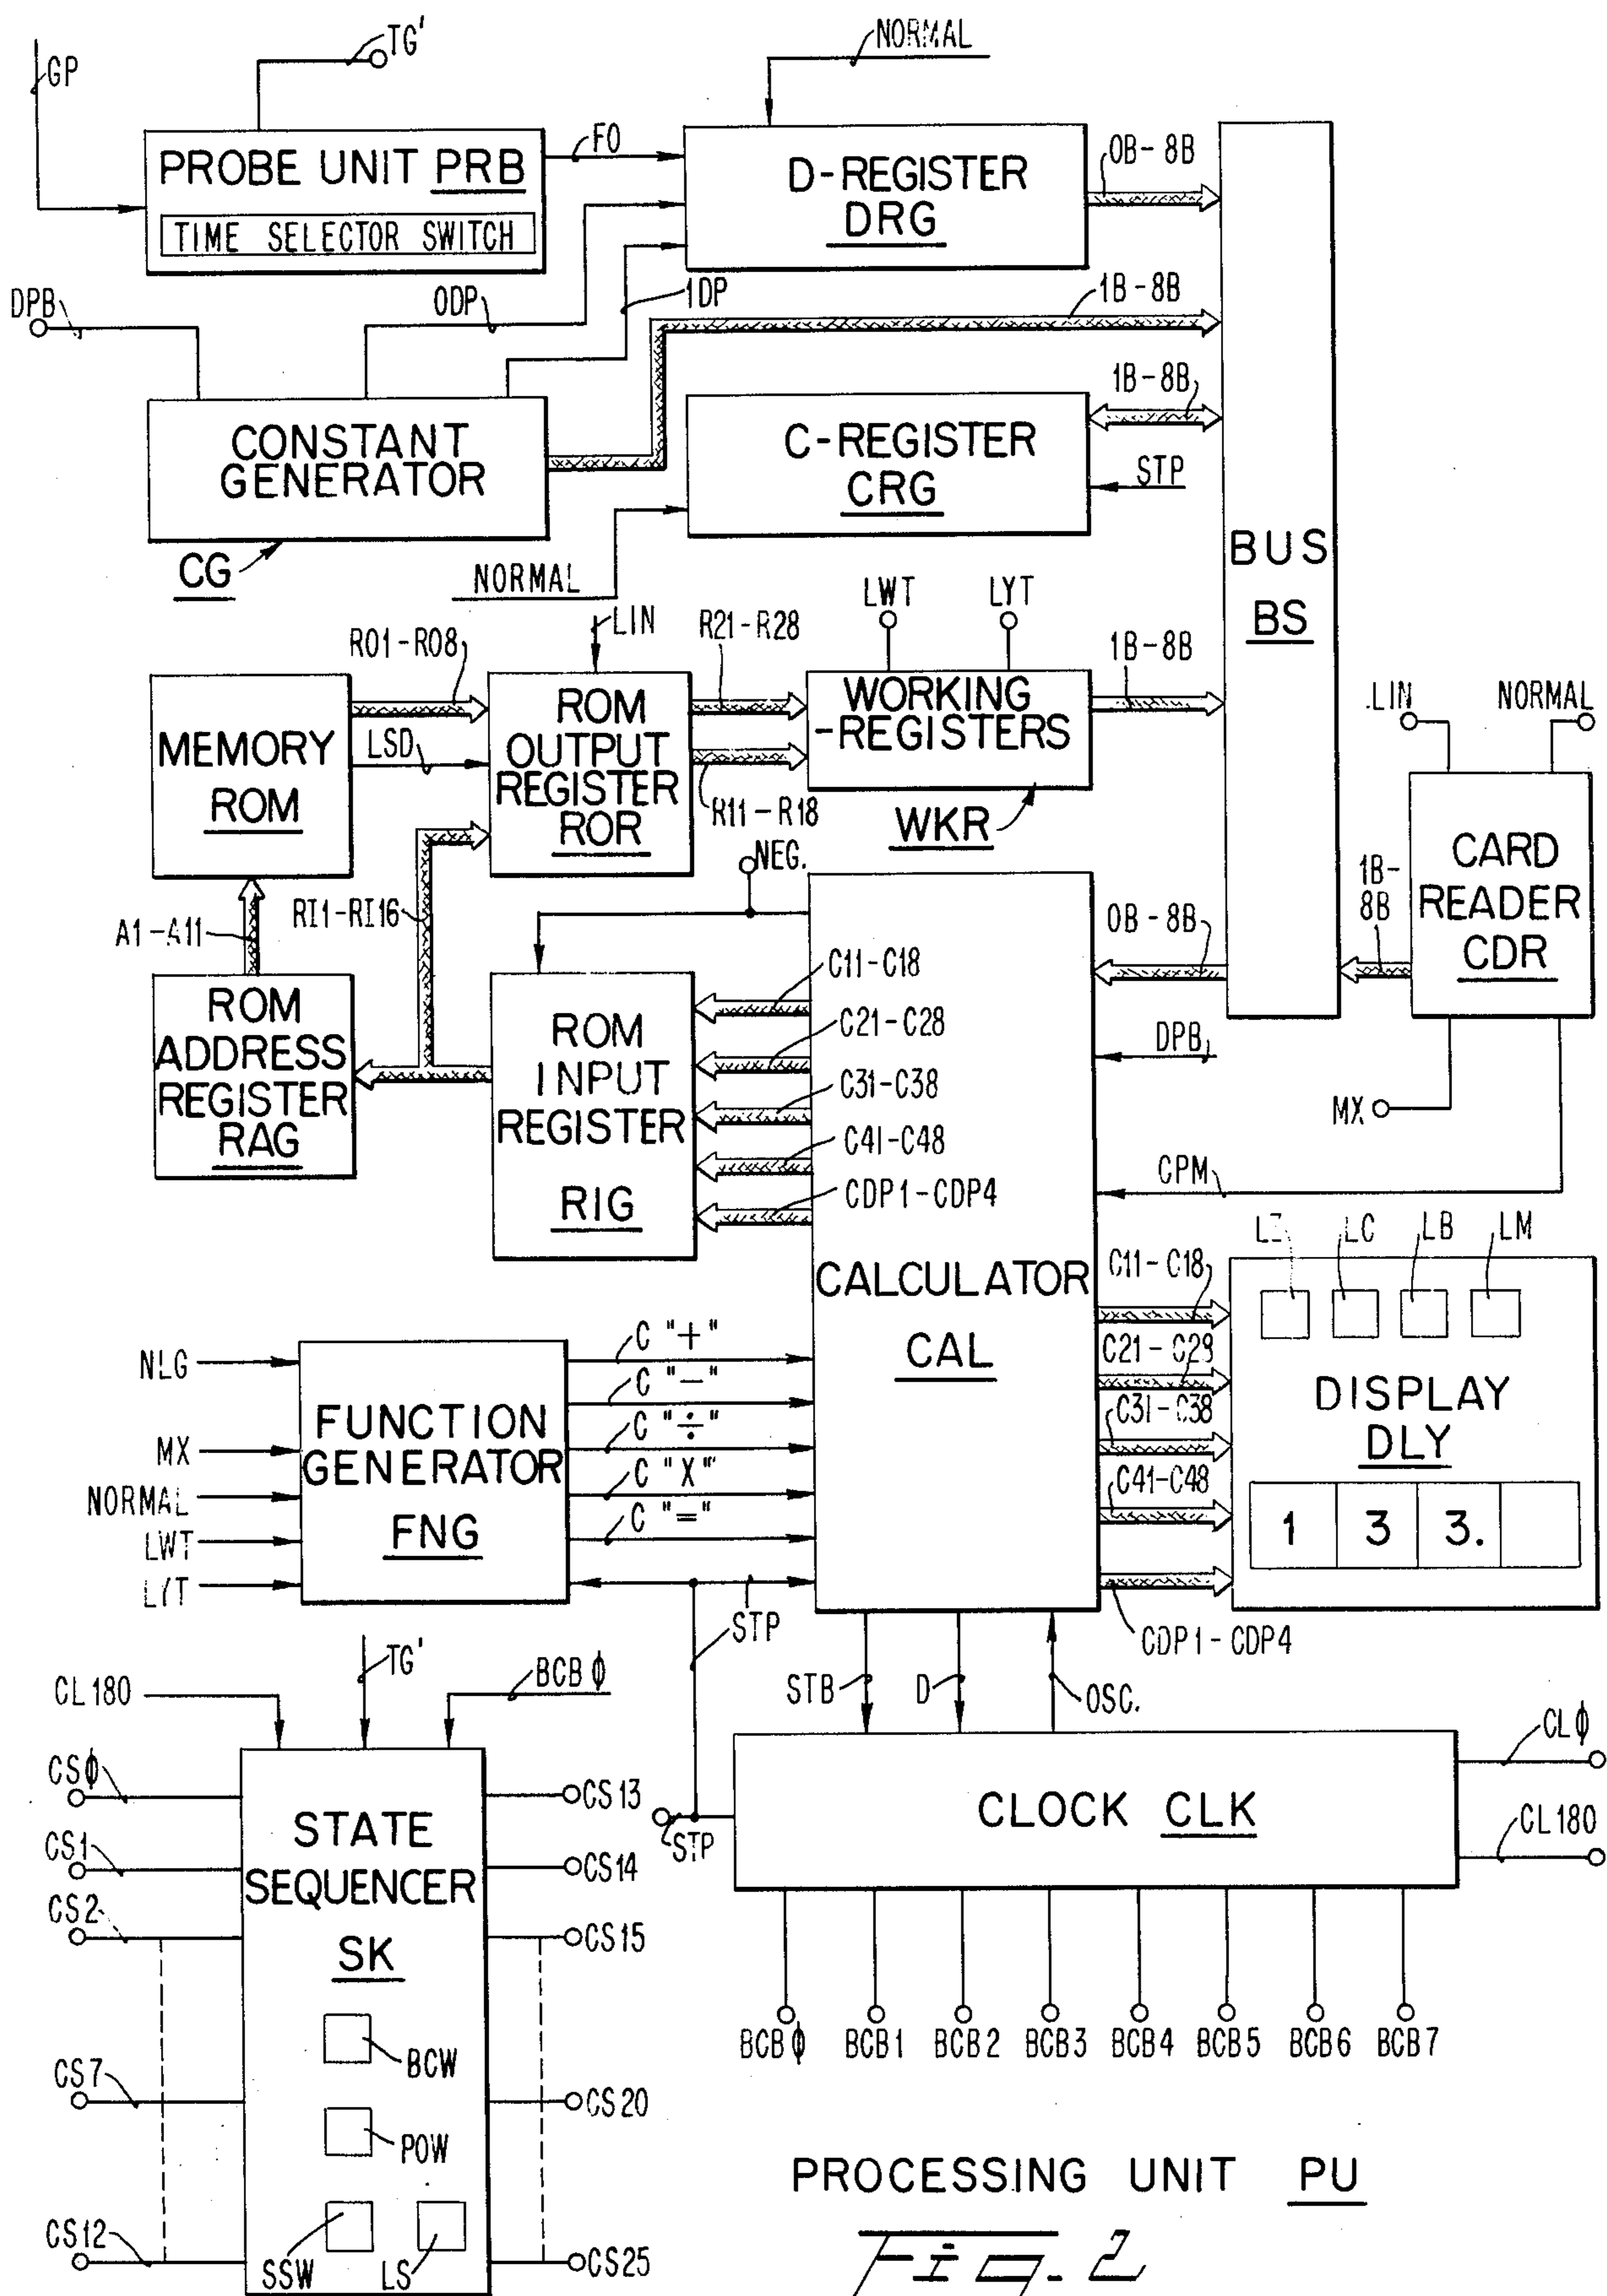 GP
TG'
NORMAL
PROBE UNIT PRB
TIME SELECTOR SWITCH
FO
D-REGISTER
DRG
0B-8B
DPB
ODP
1DP
1B-8B
CONSTANT
GENERATOR
CG
C-REGISTER
CRG
1B-8B
STP
NORMAL
BUS
BS
LIN
R01-R08
R21-R28
LWT
LYT
1B-8B
MEMORY
ROM
LSD
ROM
OUTPUT
REGISTER
ROR
R11-R18
WORKING
-REGISTERS
WKR
LIN
NORMAL
CARD
READER
CDR
1B-
8B
NEG.
A1-A11
RI1-RI16
0B-8B
ROM
ADDRESS
REGISTER
RAG
ROM
INPUT
REGISTER
RIG
C11-C18
C21-C28
C31-C38
C41-C48
CDP1-CDP4
DPB
MX
CPM
CALCULATOR
CAL
LC
LB
LM
C11-C18
C21-C28
C31-C38
C41-C48
CDP1-CDP4
DISPLAY
DLY
1 3 3.
NLG
MX
NORMAL
LWT
LYT
FUNCTION
GENERATOR
FNG
C "+"
C "−"
C "÷"
C "X"
C "="
STP
STB
D
OSC.
CL180
TG'
BCBϕ
CSϕ
CS1
CS2
CS7
CS12
STATE
SEQUENCER
SK
BCW
POW
SSW
LS
CS13
CS14
CS15
CS20
CS25
STP
CLOCK CLK
CLϕ
CL180
BCBϕ
BCB1
BCB2
BCB3
BCB4
BCB5
BCB6
BCB7
PROCESSING UNIT PU
Fig. 2